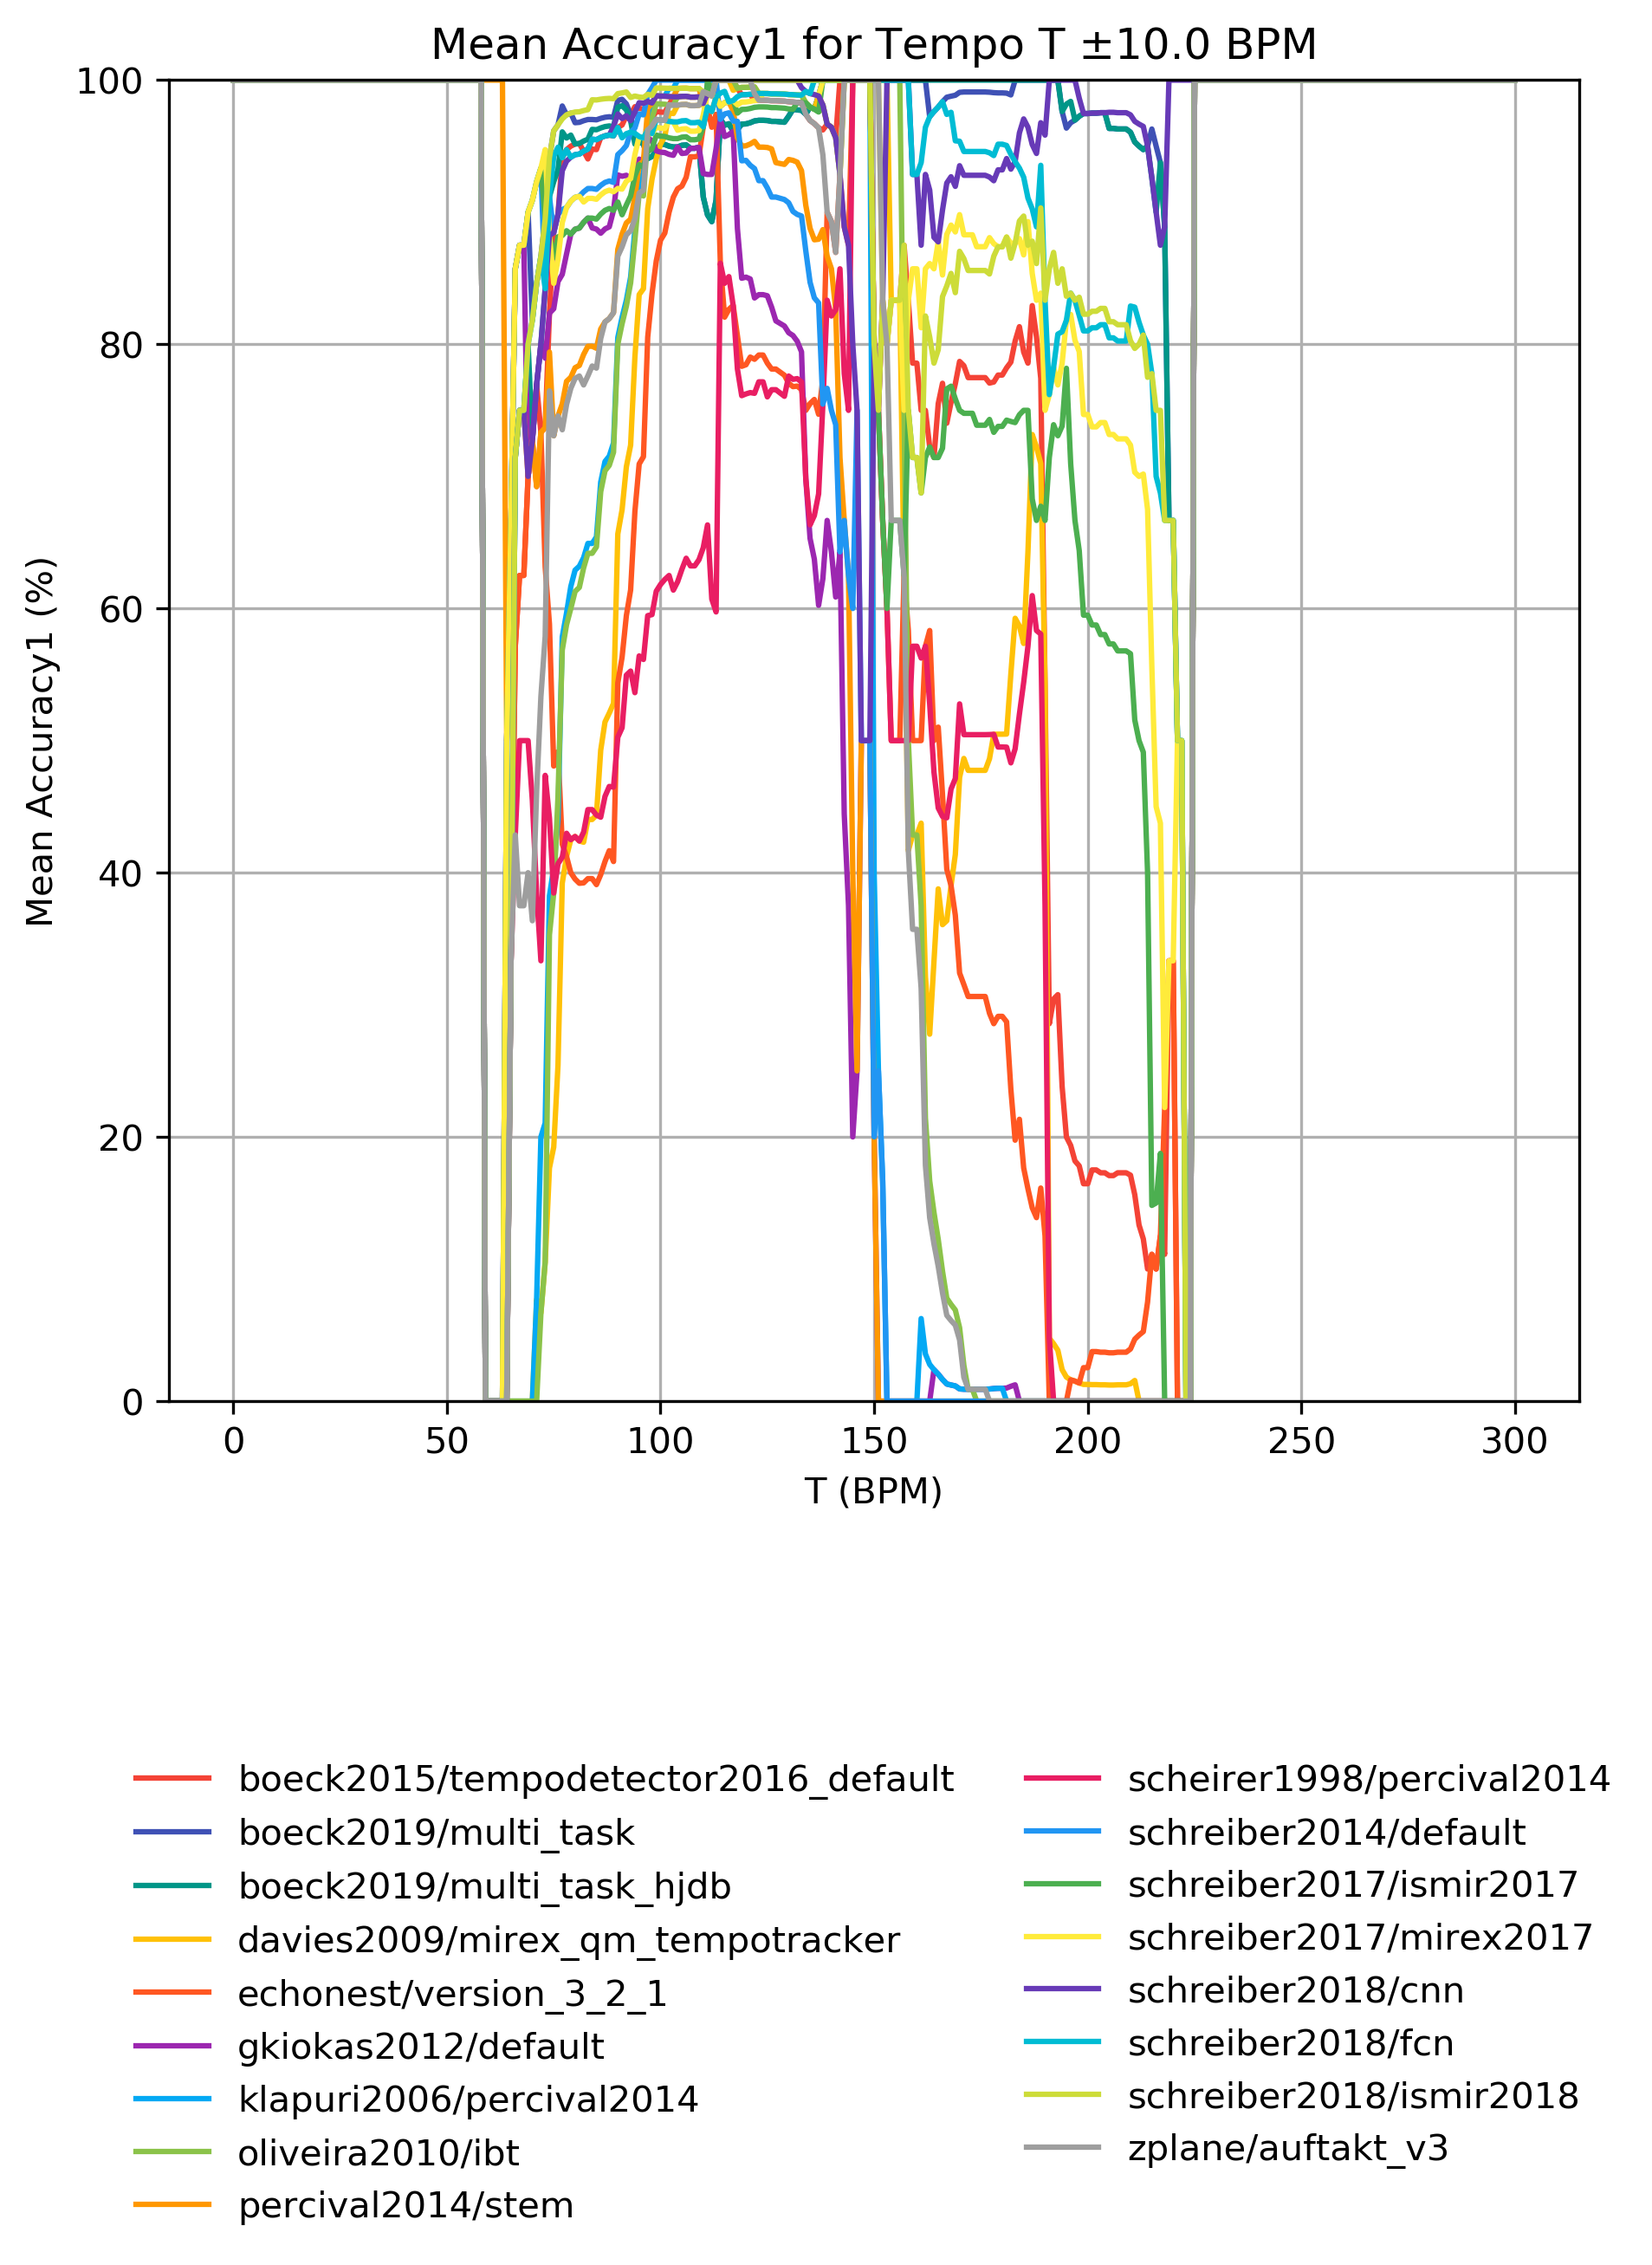 Mean Accuracy1 for Tempo T ±10.0 BPM
100
80
60
40
20
0
Mean Accuracy1 (%)
0 50 100 150 200 250 300
T (BPM)
boeck2015/tempodetector2016_default
boeck2019/multi_task
boeck2019/multi_task_hjdb
davies2009/mirex_qm_tempotracker
echonest/version_3_2_1
gkiokas2012/default
klapuri2006/percival2014
oliveira2010/ibt
percival2014/stem
scheirer1998/percival2014
schreiber2014/default
schreiber2017/ismir2017
schreiber2017/mirex2017
schreiber2018/cnn
schreiber2018/fcn
schreiber2018/ismir2018
zplane/auftakt_v3